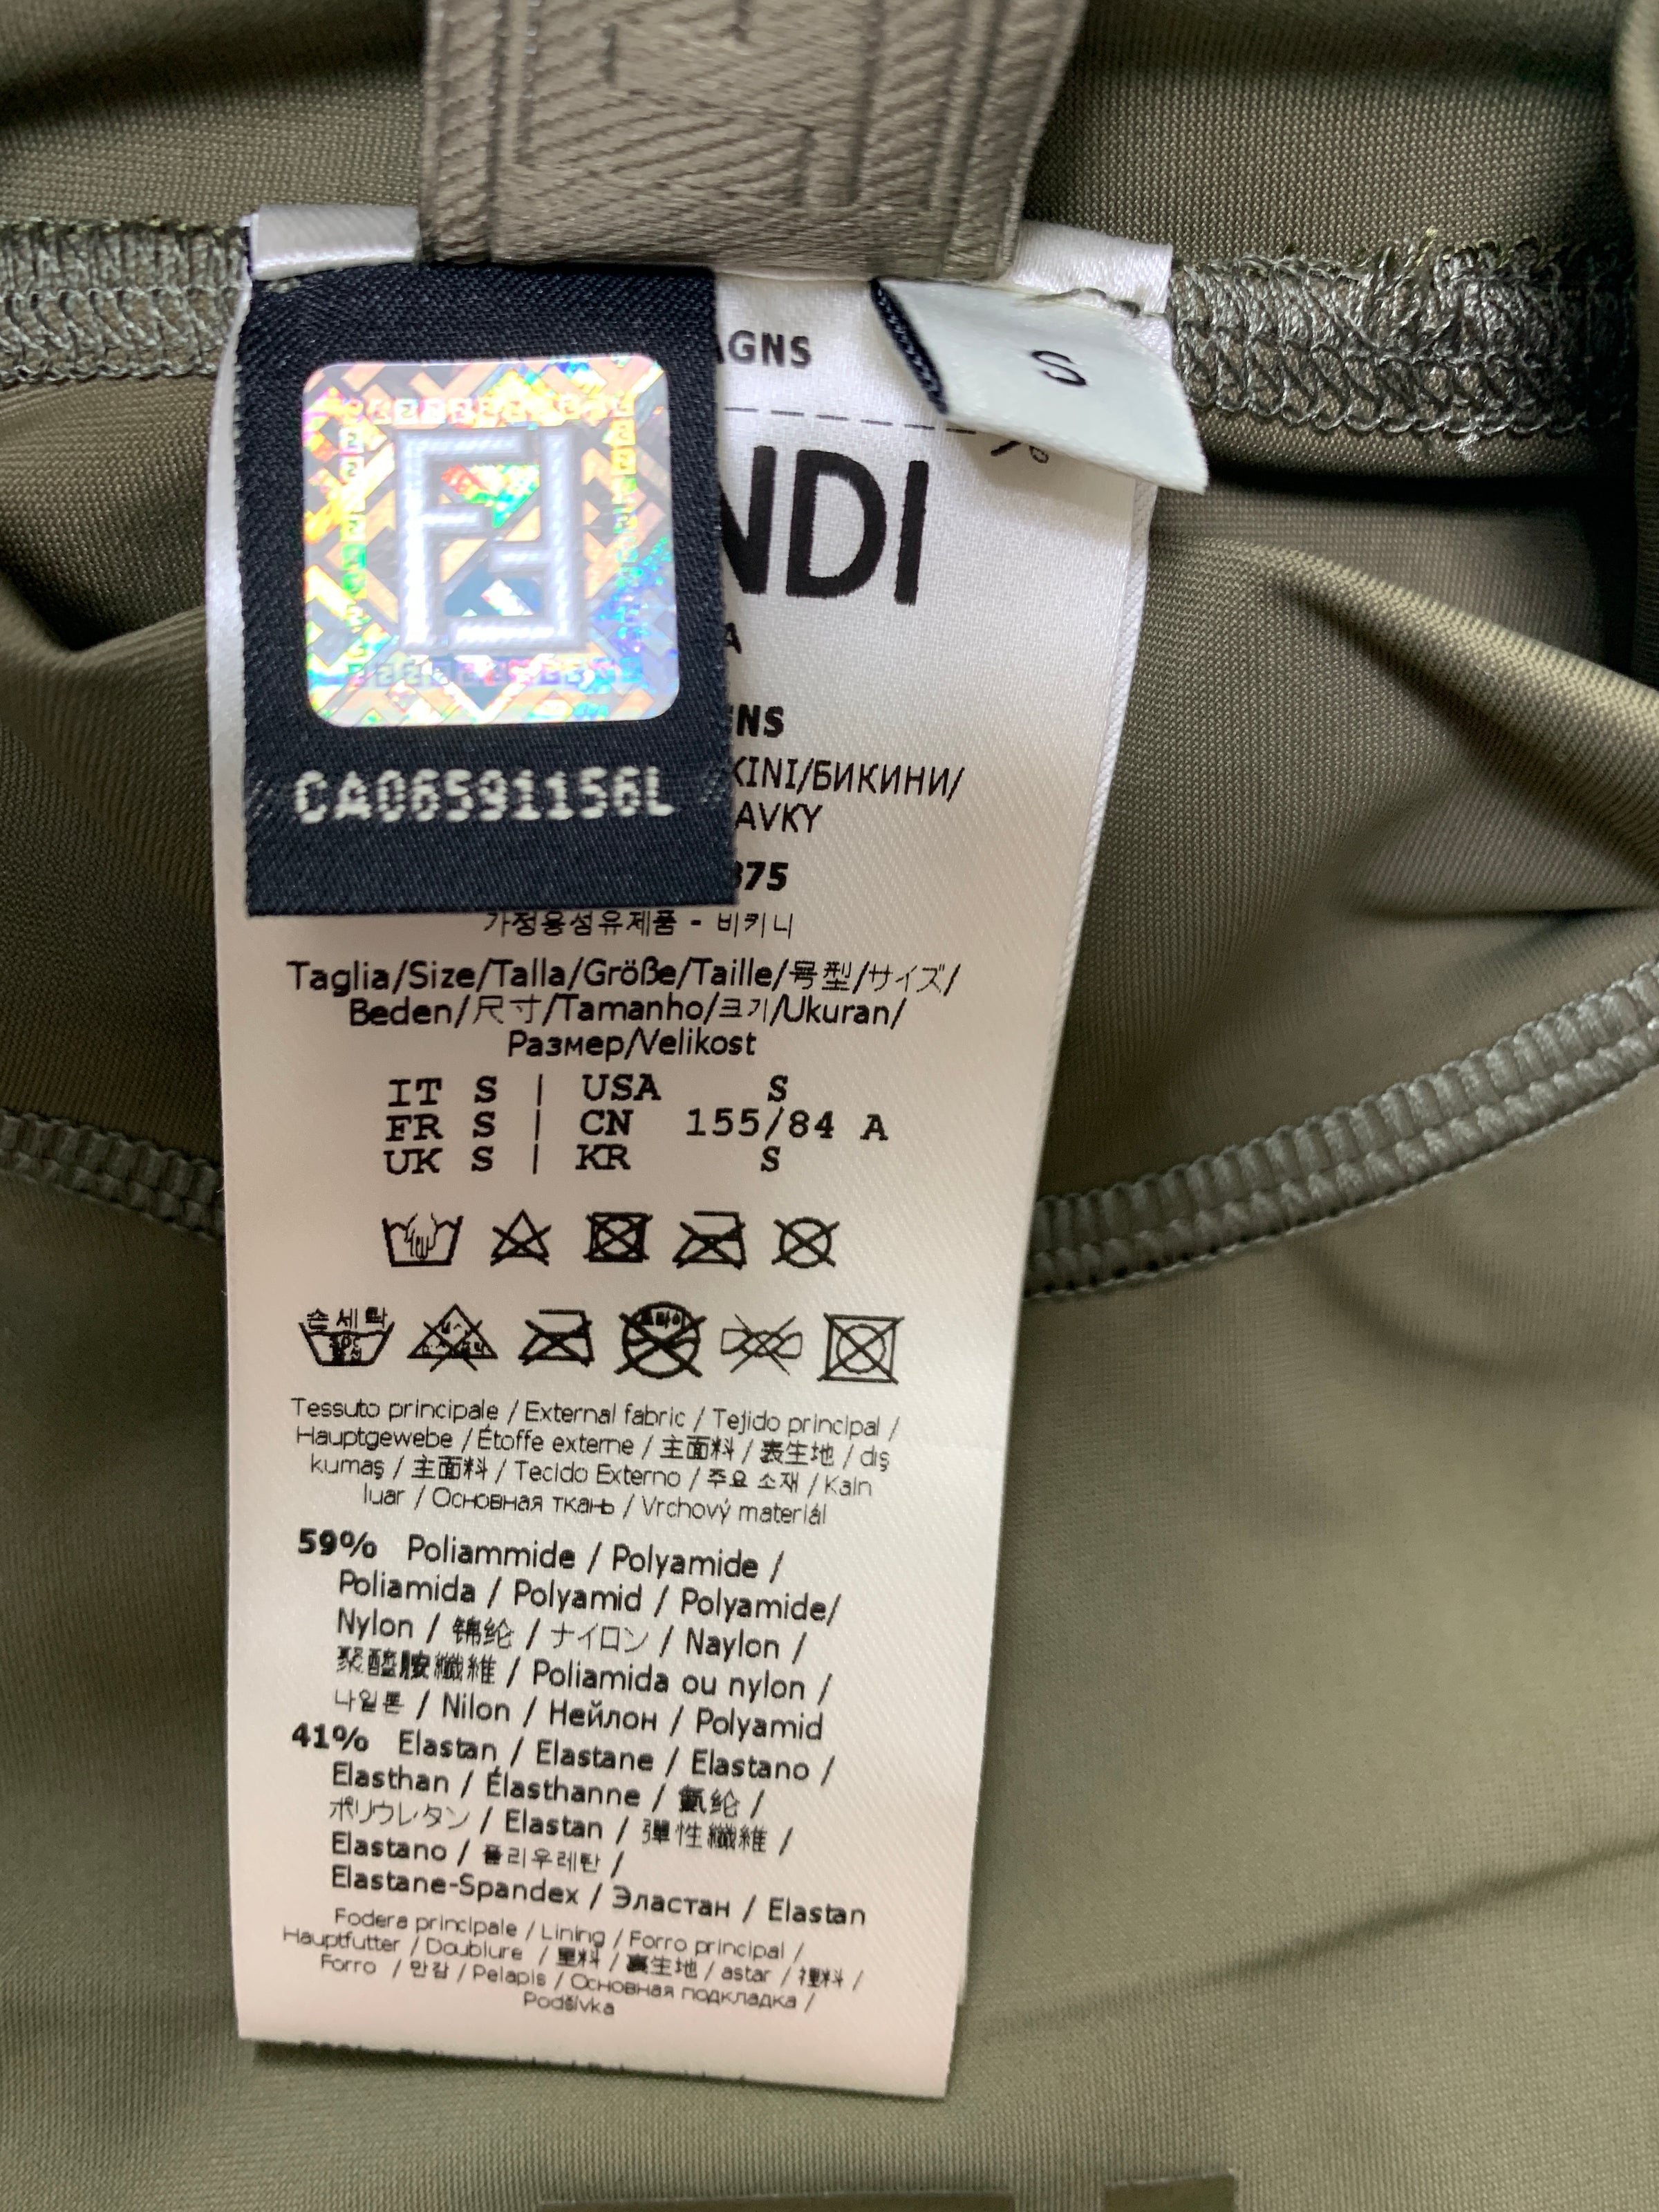 S
CA06591156L
가정용섬유제품 - 비키니
Taglia/Size/Talla/Größe/Taille/号型/サイズ/
Beden/尺寸/Tamanho/크기/Ukuran/
Размер/Velikost
IT S | USA S
FR S | CN 155/84 A
UK S | KR S
손세탁
Tessuto principale / External fabric / Tejido principal /
Hauptgewebe / Étoffe externe / 主面料 / 表生地 / dış
kumaş / 主面料 / Tecido Externo / 주요 소재 / Kain
luar / Основная ткань / Vrchový materiál
59% Poliammide / Polyamide /
Poliamida / Polyamid / Polyamide/
Nylon / 锦纶 / ナイロン / Naylon /
聚醯胺纖維 / Poliamida ou nylon /
나일론 / Nilon / Нейлон / Polyamid
41% Elastan / Elastane / Elastano /
Elasthan / Élasthanne / 氨纶 /
ポリウレタン / Elastan / 彈性纖維 /
Elastano / 폴리우레탄 /
Elastane-Spandex / Эластан / Elastan
Fodera principale / Lining / Forro principal /
Hauptfutter / Doublure / 里料 / 裏生地 / astar / 裡料 /
Forro / 안감 / Pelapis / Основная подкладка /
Podšívka